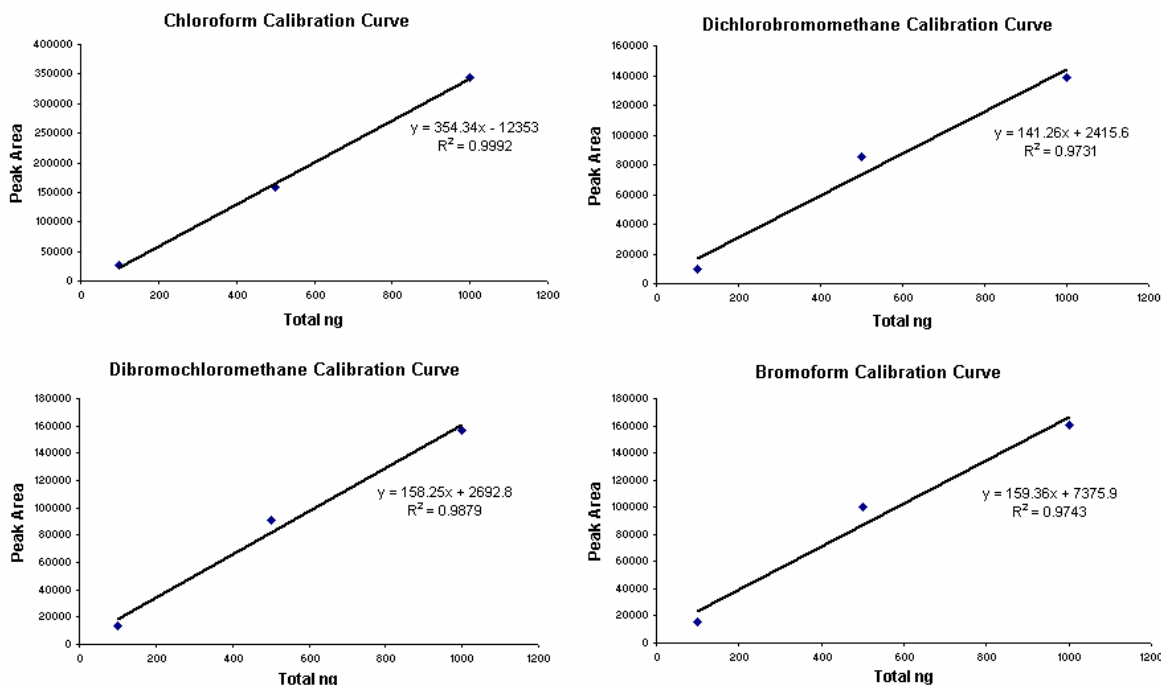 Chloroform Calibration Curve
400000
350000
300000
250000
200000
150000
100000
50000
0
Peak Area
y = 354.34x - 12353
R² = 0.9992
0 200 400 600 800 1000 1200
Total ng
Dichlorobromomethane Calibration Curve
160000
140000
120000
100000
80000
60000
40000
20000
0
Peak Area
y = 141.26x + 2415.6
R² = 0.9731
0 200 400 600 800 1000 1200
Total ng
Dibromochloromethane Calibration Curve
180000
160000
140000
120000
100000
80000
60000
40000
20000
0
Peak Area
y = 158.25x + 2692.8
R² = 0.9879
0 200 400 600 800 1000 1200
Total ng
Bromoform Calibration Curve
180000
160000
140000
120000
100000
80000
60000
40000
20000
0
Peak Area
y = 159.36x + 7375.9
R² = 0.9743
0 200 400 600 800 1000 1200
Total ng